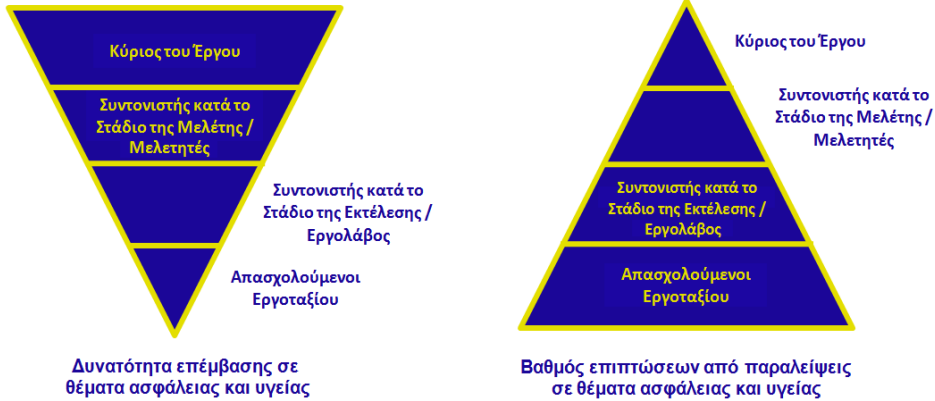 Κύριος του Έργου
Συντονιστής κατά το
Στάδιο της Μελέτης /
Μελετητές
Συντονιστής κατά το
Στάδιο της Εκτέλεσης /
Εργολάβος
Απασχολούμενοι
Εργοταξίου
Δυνατότητα επέμβασης σε
θέματα ασφάλειας και υγείας
Κύριος του Έργου
Συντονιστής κατά το
Στάδιο της Μελέτης /
Μελετητές
Συντονιστής κατά το
Στάδιο της Εκτέλεσης /
Εργολάβος
Απασχολούμενοι
Εργοταξίου
Βαθμός επιπτώσεων από παραλείψεις
σε θέματα ασφάλειας και υγείας